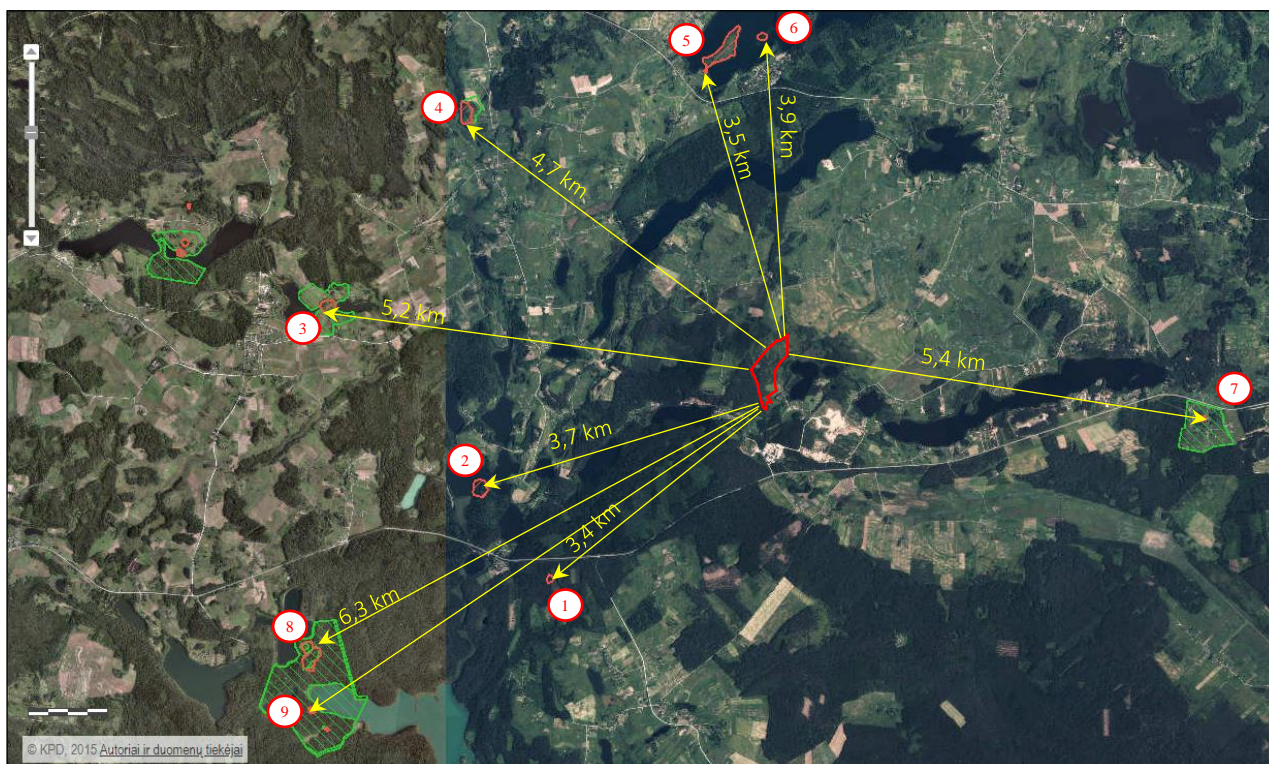 5
6
4
3,9 km
3,5 km
4,7 km
5,2 km
3
5,4 km
7
3,7 km
2
3,4 km
1
6,3 km
8
9
© KPD, 2015 Autoriai ir duomenų tiekėjai